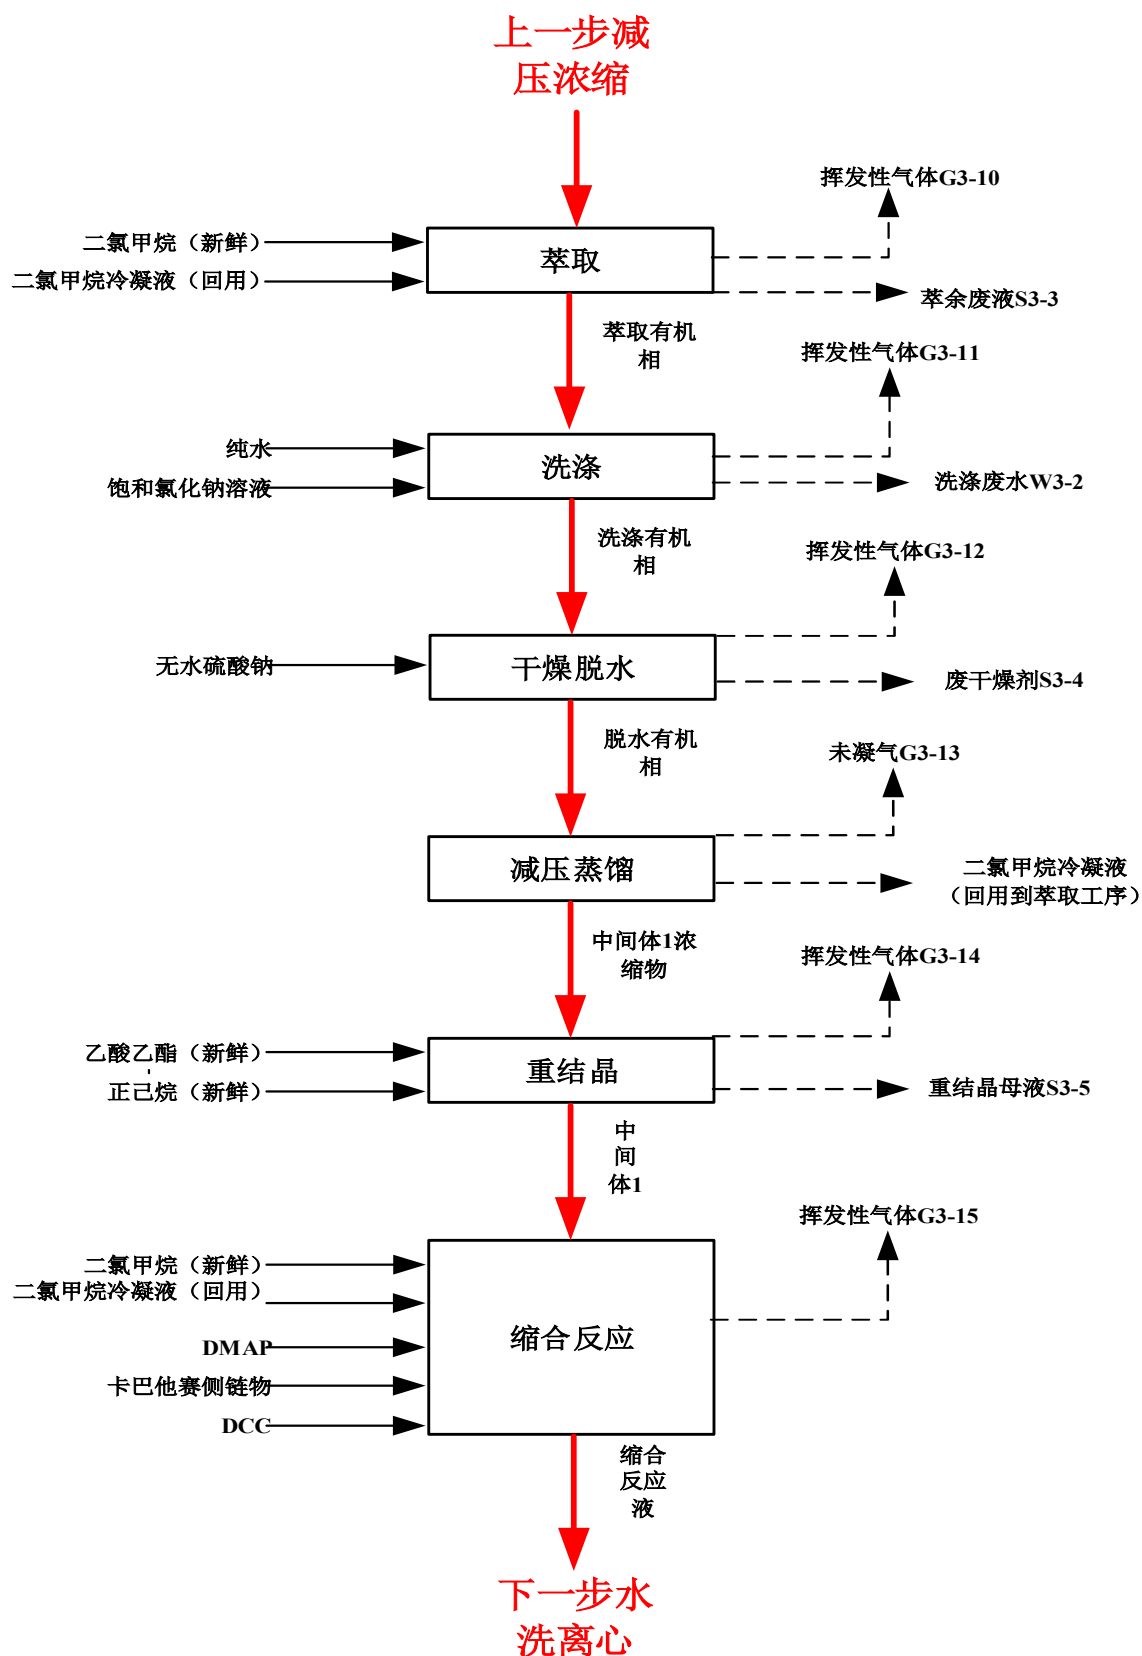 上一步减
压浓缩
挥发性气体G3-10
二氯甲烷（新鲜）
萃取
二氯甲烷冷凝液（回用）
萃余废液S3-3
萃取有机
相
挥发性气体G3-11
纯水
洗涤
饱和氯化钠溶液
洗涤废水W3-2
洗涤有机
相
挥发性气体G3-12
无水硫酸钠
干燥脱水
废干燥剂S3-4
脱水有机
相
未凝气G3-13
减压蒸馏
二氯甲烷冷凝液
（回用到萃取工序）
中间体1浓
缩物
挥发性气体G3-14
乙酸乙酯（新鲜）
重结晶
正己烷（新鲜）
重结晶母液S3-5
中
间
体1
挥发性气体G3-15
二氯甲烷（新鲜）
二氯甲烷冷凝液（回用）
缩合反应
DMAP
卡巴他赛侧链物
DCC
缩合
反应
液
下一步水
洗离心